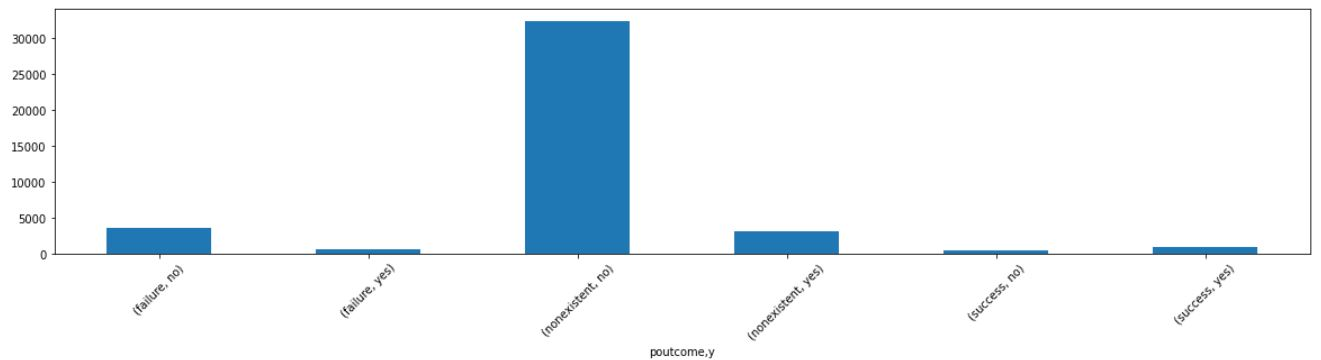 30000
25000
20000
15000
10000
5000
0
(failure, no)
(failure, yes)
(nonexistent, no)
(nonexistent, yes)
(success, no)
(success, yes)
poutcome,y